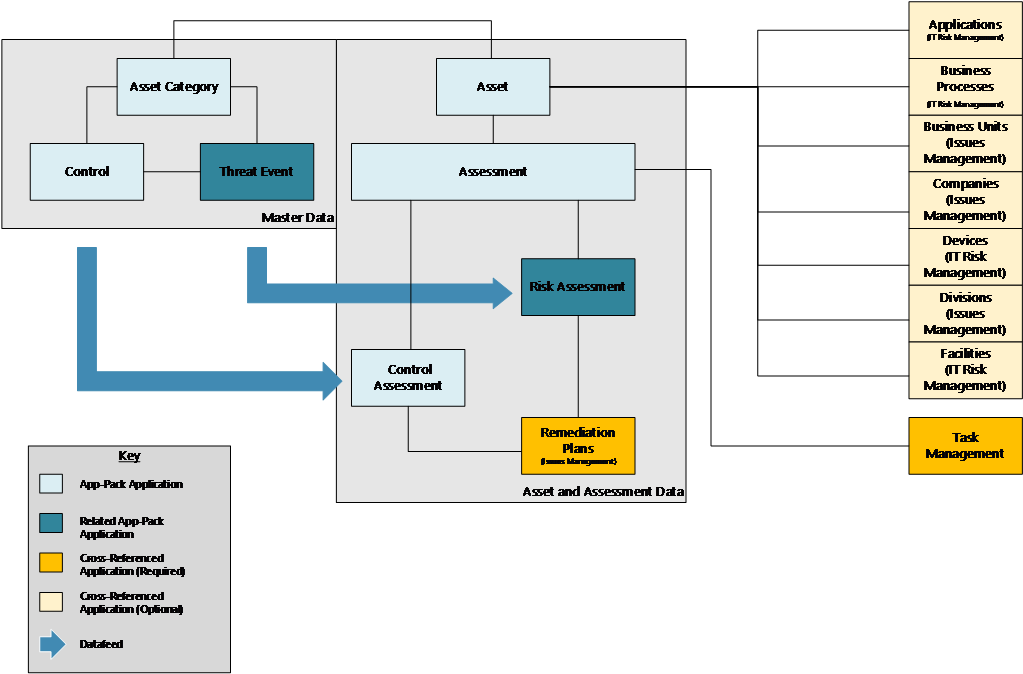 Asset Category
Control
Threat Event
Master Data
Asset
Assessment
Risk Assessment
Control
Assessment
Remediation
Plans
(Issues Management)
Asset and Assessment Data
Applications
(IT Risk Management)
Business
Processes
(IT Risk Management)
Business Units
(Issues
Management)
Companies
(Issues
Management)
Devices
(IT Risk
Management)
Divisions
(Issues
Management)
Facilities
(IT Risk
Management)
Task
Management
Key
App-Pack Application
Related App-Pack
Application
Cross-Referenced
Application (Required)
Cross-Referenced
Application (Optional)
Datafeed